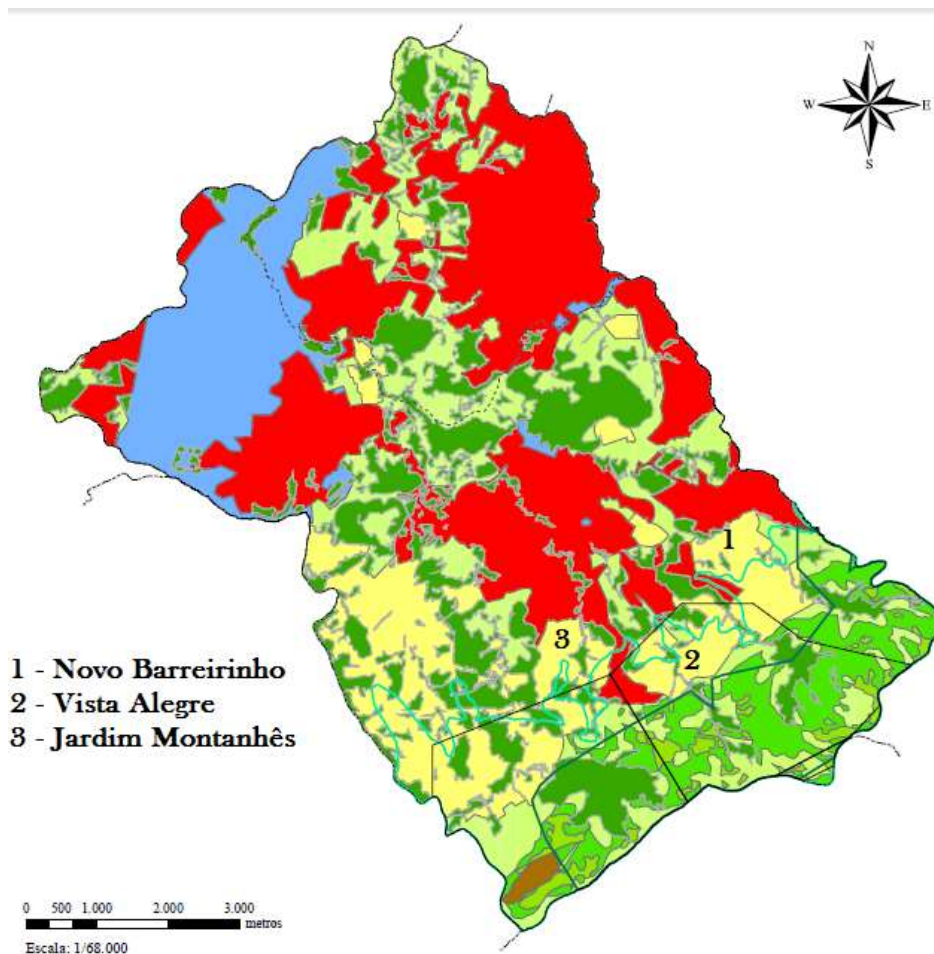 N
W E
S
1
3
2
1 - Novo Barreirinho
2 - Vista Alegre
3 - Jardim Montanhês
0 500 1.000 2.000 3.000
metros
Escala: 1/68.000